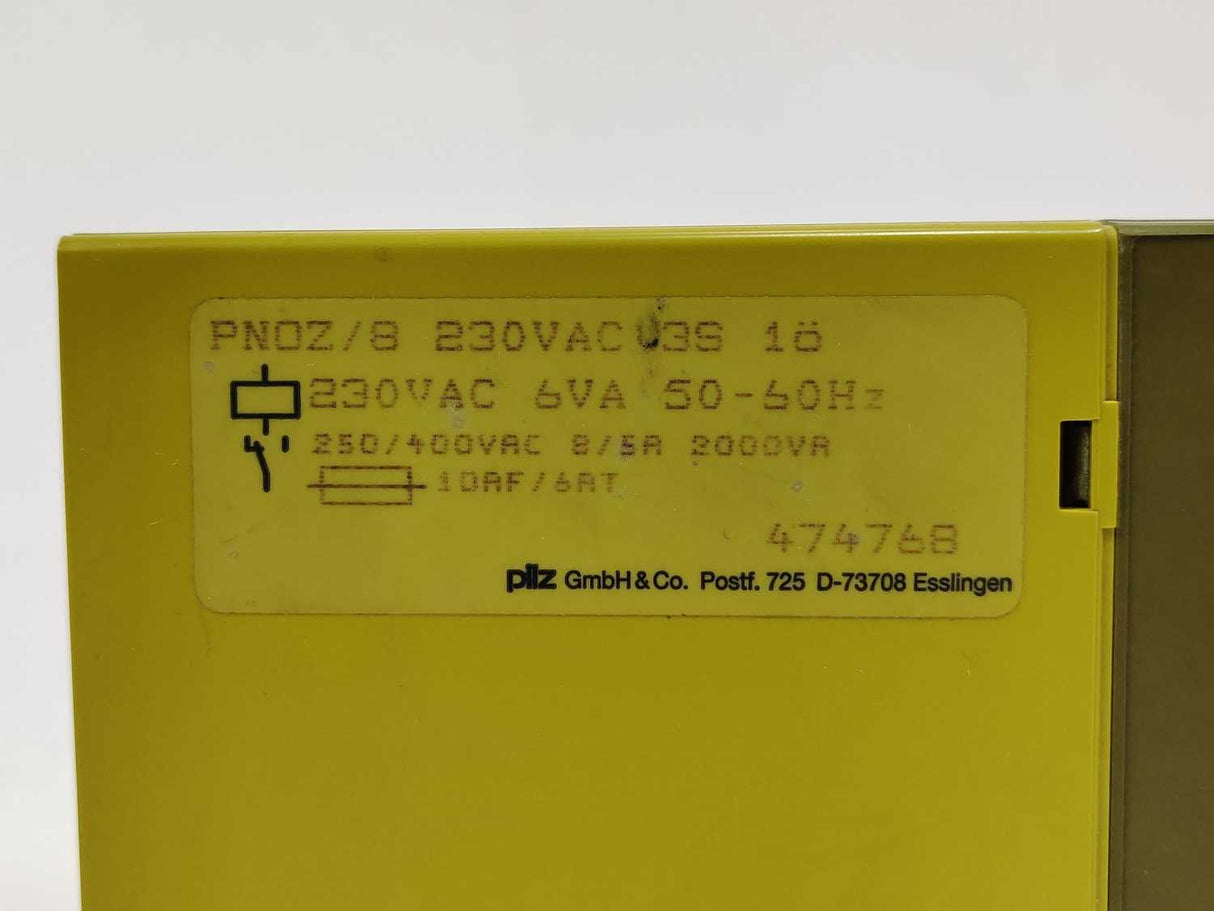 PNOZ/8 230VAC 3S 1ö
230VAC 6VA 50-60Hz
250/400VAC 8/5A 2000VA
10AF/6AT
474768
pilz GmbH & Co. Postf. 725 D-73708 Esslingen